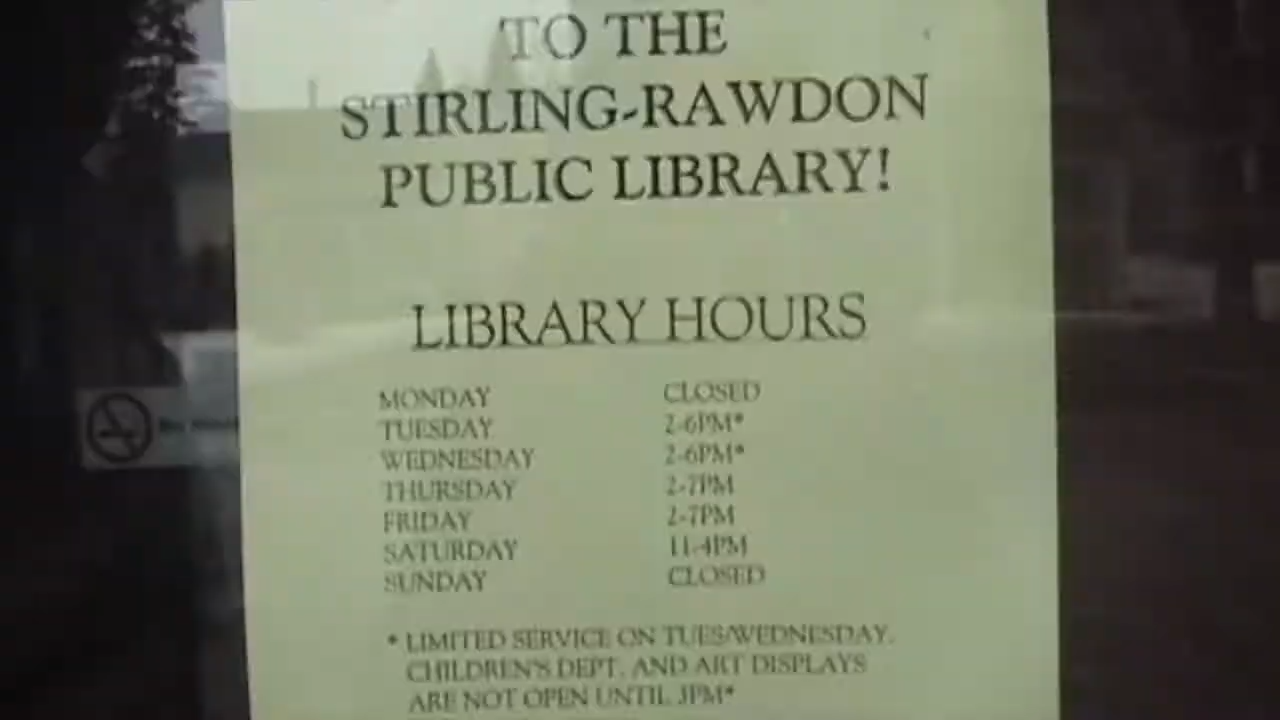 TO THE
STIRLING-RAWDON
PUBLIC LIBRARY!
LIBRARY HOURS
MONDAY CLOSED
TUESDAY 2-6PM*
WEDNESDAY 2-6PM*
THURSDAY 2-7PM
FRIDAY 2-7PM
SATURDAY 11-4PM
SUNDAY CLOSED
* LIMITED SERVICE ON TUES/WEDNESDAY.
CHILDREN'S DEPT. AND ART DISPLAYS
ARE NOT OPEN UNTIL 3PM*